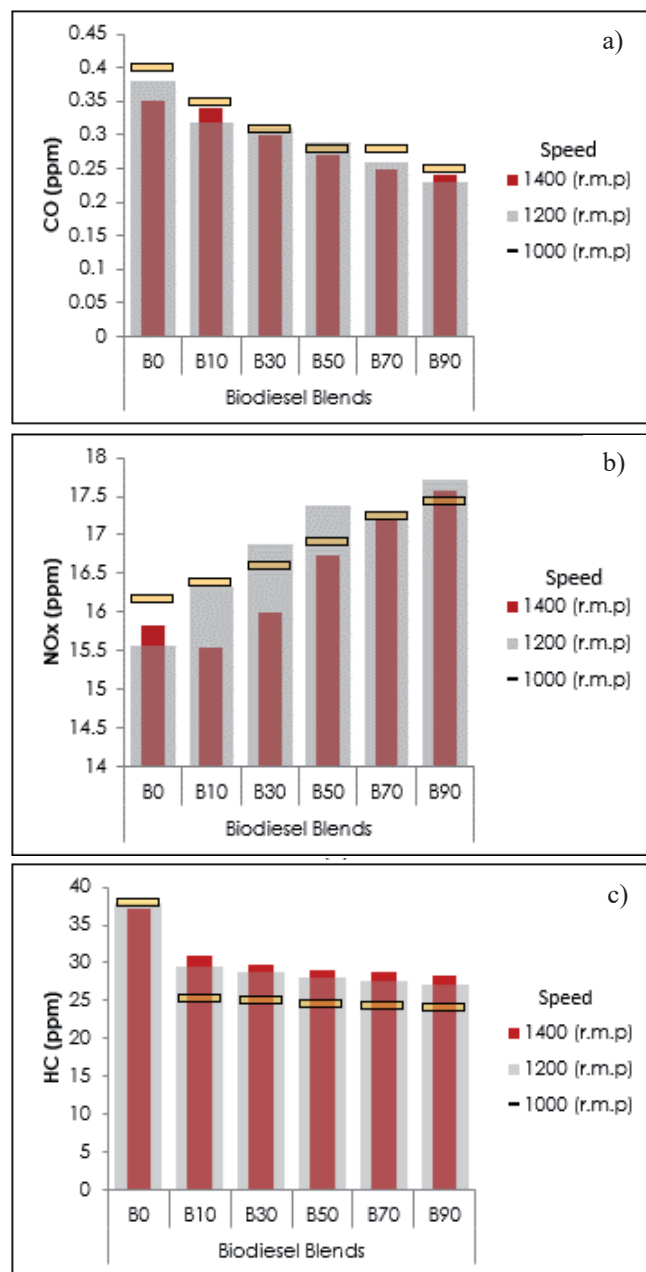 a)
CO (ppm)
0.4
0.35
0.3
0.25
0.2
0.15
0.1
0.05
0
B0 B10 B30 B50 B70 B90
Biodiesel Blends
Speed
1400 (r.m.p)
1200 (r.m.p)
1000 (r.m.p)
b)
NOx (ppm)
18
17.5
17
16.5
16
15.5
15
14.5
14
B0 B10 B30 B50 B70 B90
Biodiesel Blends
Speed
1400 (r.m.p)
1200 (r.m.p)
1000 (r.m.p)
c)
HC (ppm)
40
35
30
25
20
15
10
5
0
B0 B10 B30 B50 B70 B90
Biodiesel Blends
Speed
1400 (r.m.p)
1200 (r.m.p)
1000 (r.m.p)